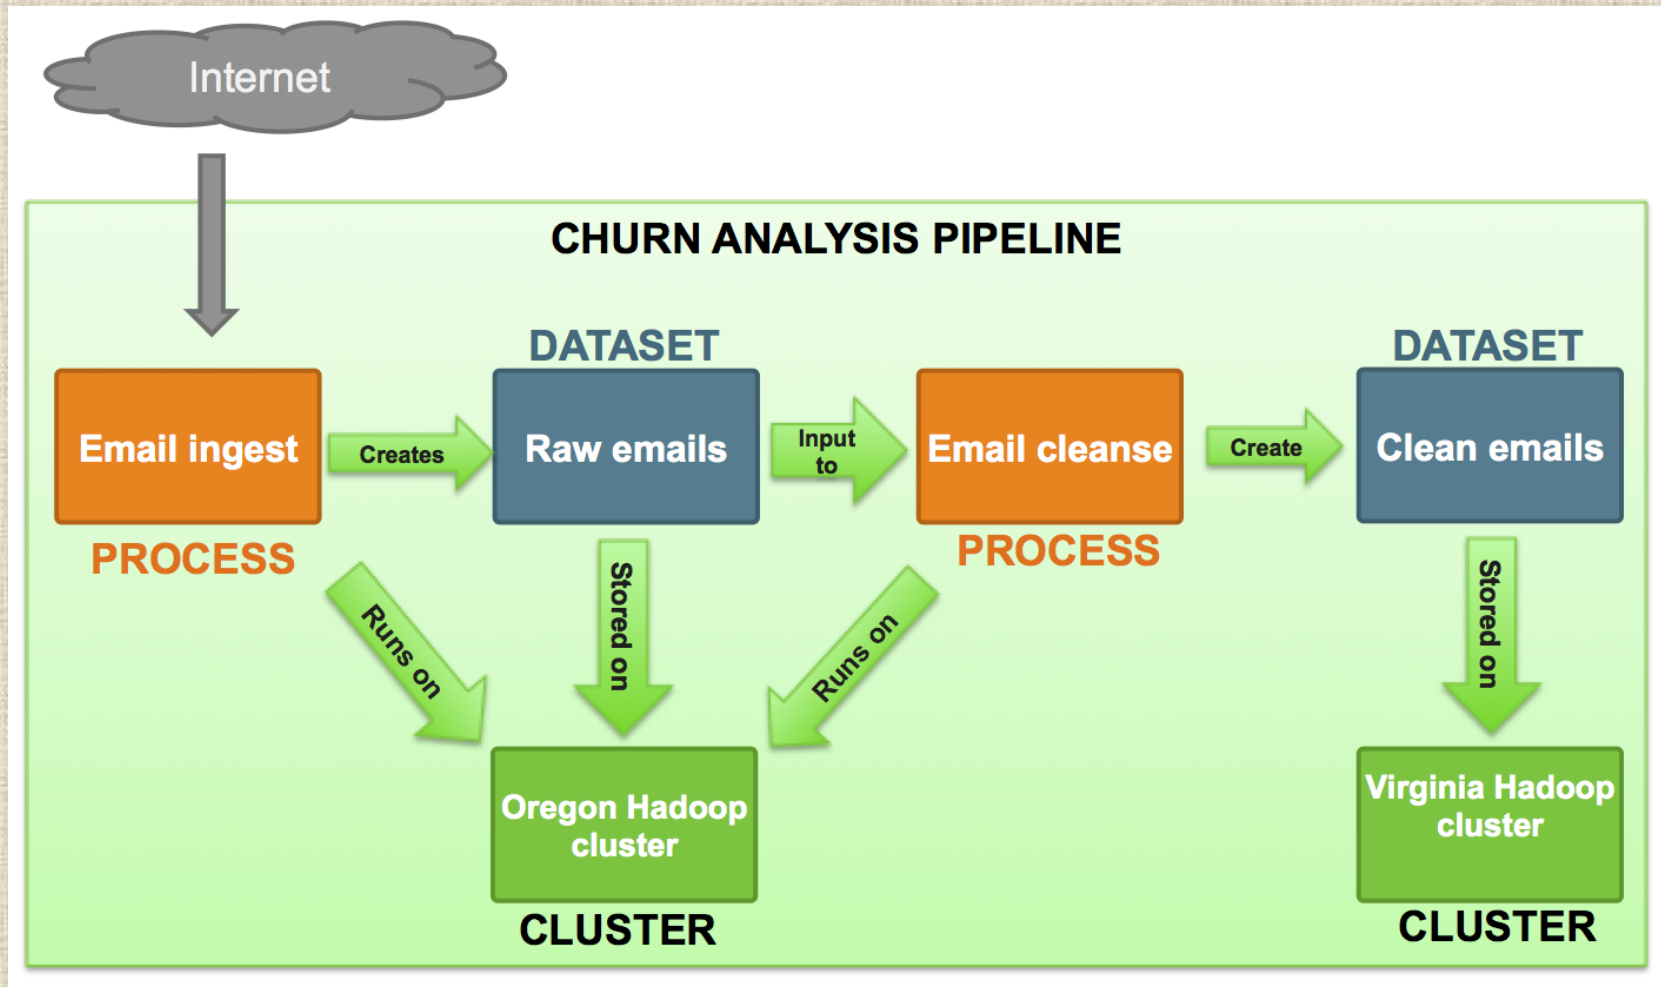 Internet
CHURN ANALYSIS PIPELINE
DATASET
DATASET
Email ingest
Creates
Raw emails
Input
to
Email cleanse
Create
Clean emails
PROCESS
PROCESS
Runs on
Stored on
Runs on
Stored on
Oregon Hadoop
cluster
Virginia Hadoop
cluster
CLUSTER
CLUSTER